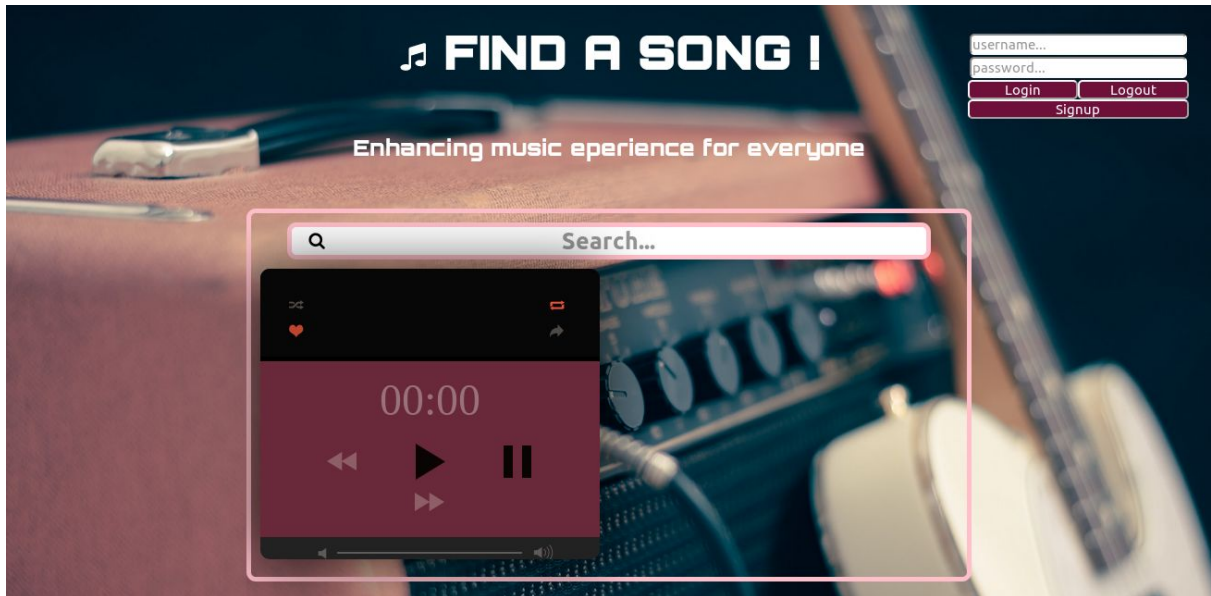 ♫ FIND A SONG !
username...
password...
Login Logout
Signup
Enhancing music eperience for everyone
Search...
00:00